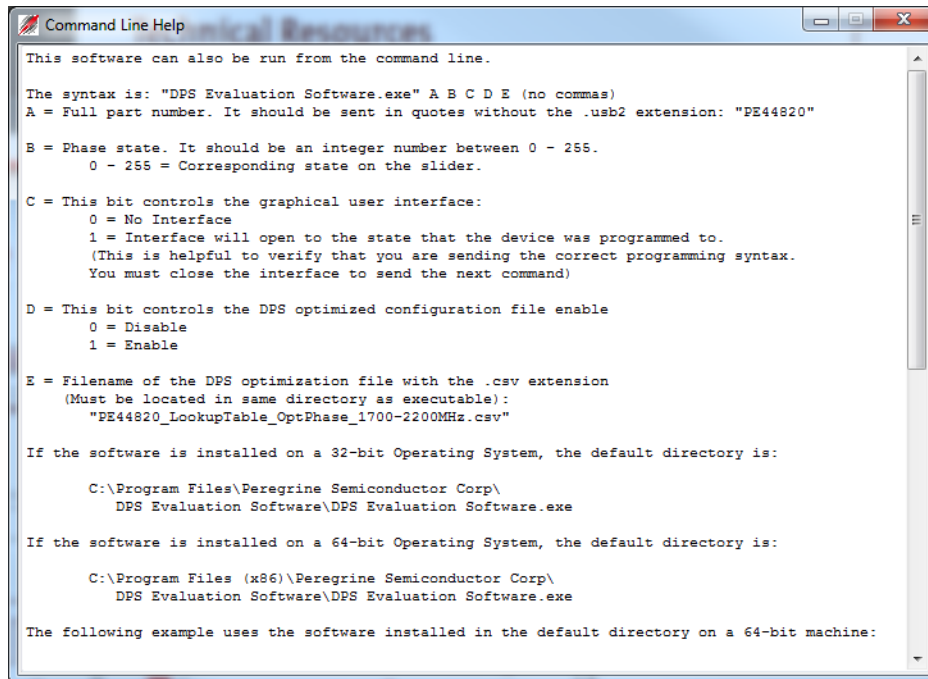 Technical Resources
Command Line Help
This software can also be run from the command line.
The syntax is: "DPS Evaluation Software.exe" A B C D E (no commas)
A = Full part number. It should be sent in quotes without the .usb2 extension: "PE44820"
B = Phase state. It should be an integer number between 0 - 255.
0 - 255 = Corresponding state on the slider.
C = This bit controls the graphical user interface:
0 = No Interface
1 = Interface will open to the state that the device was programmed to.
(This is helpful to verify that you are sending the correct programming syntax.
You must close the interface to send the next command)
D = This bit controls the DPS optimized configuration file enable
0 = Disable
1 = Enable
E = Filename of the DPS optimization file with the .csv extension
(Must be located in same directory as executable):
"PE44820_LookupTable_OptPhase_1700-2200MHz.csv"
If the software is installed on a 32-bit Operating System, the default directory is:
C:\Program Files\Peregrine Semiconductor Corp\
DPS Evaluation Software\DPS Evaluation Software.exe
If the software is installed on a 64-bit Operating System, the default directory is:
C:\Program Files (x86)\Peregrine Semiconductor Corp\
DPS Evaluation Software\DPS Evaluation Software.exe
The following example uses the software installed in the default directory on a 64-bit machine: